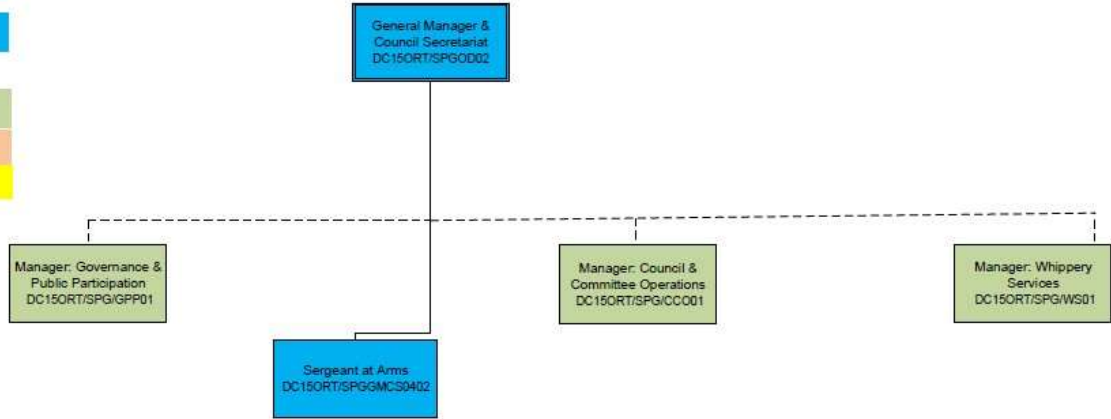 General Manager &
Council Secretariat
DC15ORT/SPGOD02
Manager: Governance &
Public Participation
DC15ORT/SPG/GPP01
Manager: Council &
Committee Operations
DC15ORT/SPG/CCO01
Manager: Whippery
Services
DC15ORT/SPG/WS01
Sergeant at Arms
DC15ORT/SPGGMCS0402